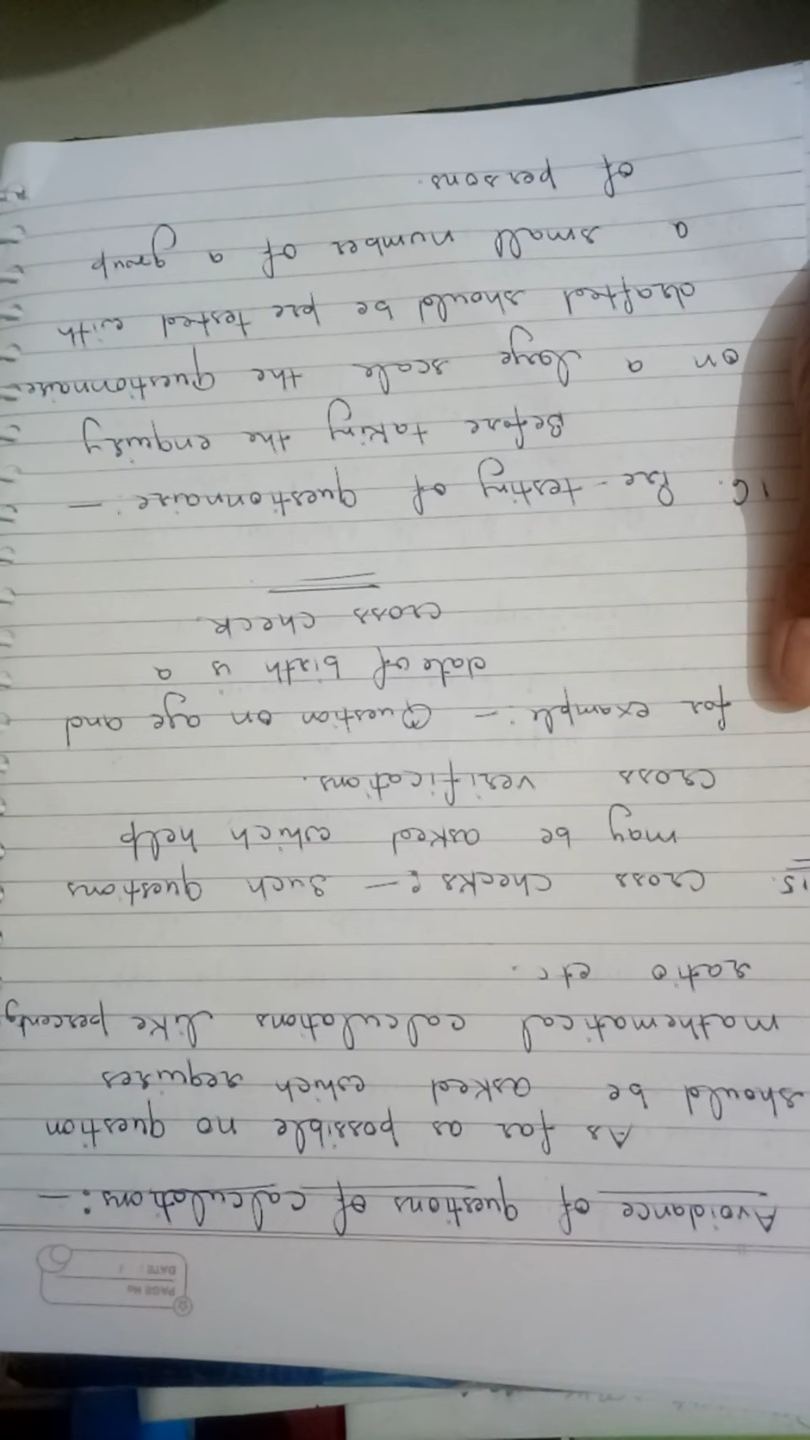 PAGE No
DATE: / /
Avoidance of questions of calculations:-
As far as possible no question
should be asked which requires
mathematical calculations like percentg
ratio etc.
15. Cross checks:- Such questions
may be asked which help
cross verifications.
for example:- Question on age and
date of birth is a
cross check.
16. Pre-testing of questionnaire:-
Before taking the enquiry
on a large scale the questionnaire
drafted should be pre tested with
a small number of a group
of persons.